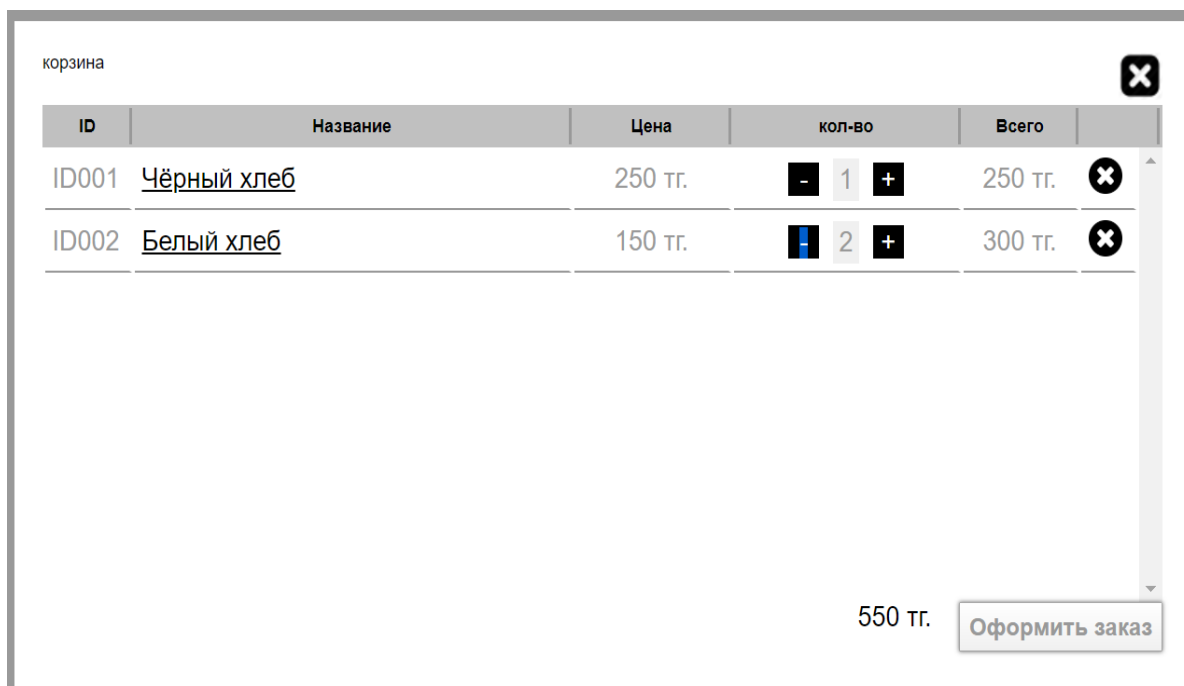 корзина
ID Название Цена кол-во Всего
ID001 Чёрный хлеб 250 тг. - 1 + 250 тг.
ID002 Белый хлеб 150 тг. - 2 + 300 тг.
550 тг. Оформить заказ